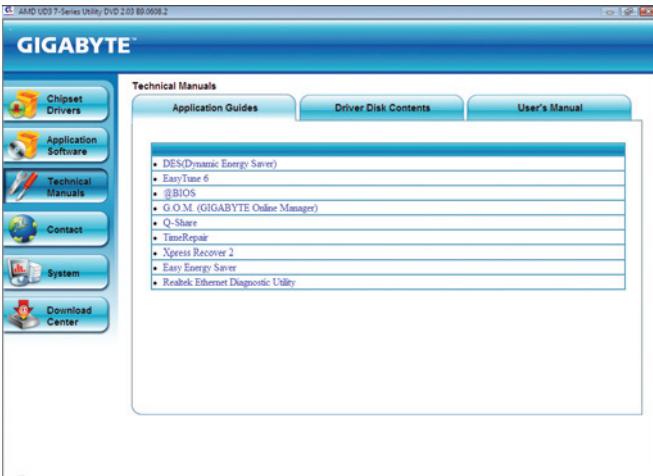 AMD UD3 7-Series Utility DVD 2.03 B9.0608.2
GIGABYTE™
Chipset
Drivers
Application
Software
Technical
Manuals
Contact
System
Download
Center
Technical Manuals
Application Guides
Driver Disk Contents
User's Manual
DES(Dynamic Energy Saver)
EasyTune 6
@BIOS
G.O.M. (GIGABYTE Online Manager)
Q-Share
TimeRepair
Xpress Recover 2
Easy Energy Saver
Realtek Ethernet Diagnostic Utility